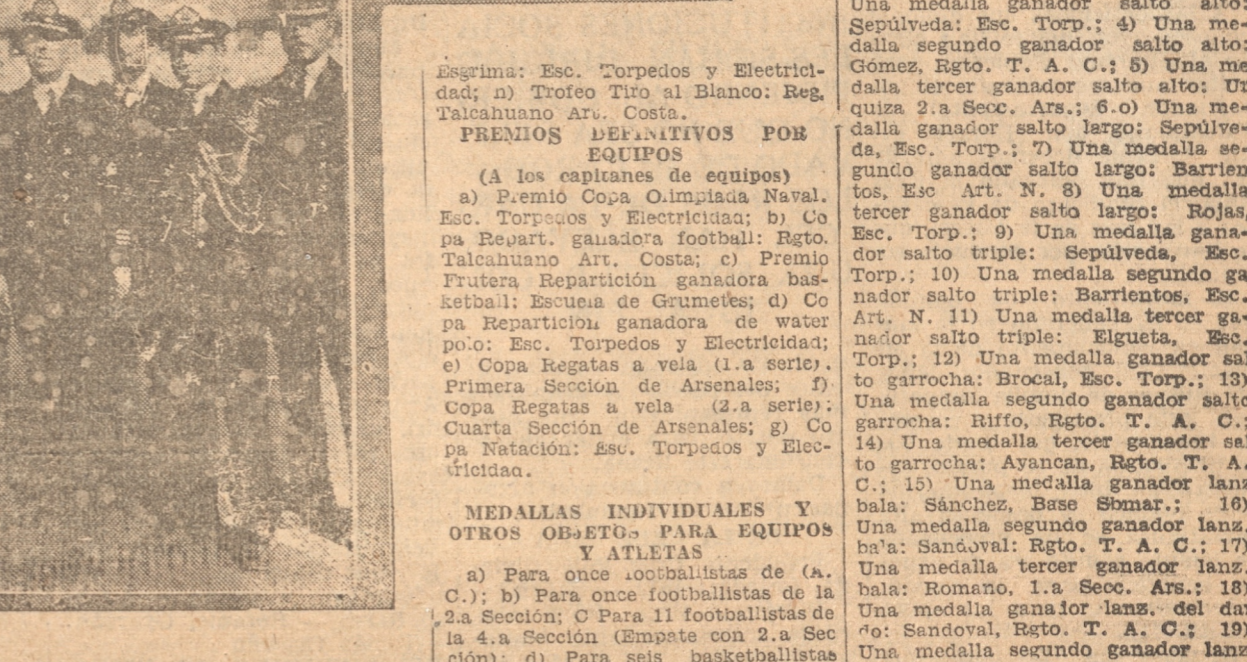 Esgrima: Esc. Torpedos y Electrici-
dad; n) Trofeo Tiro al Blanco: Reg.
Talcahuano Art. Costa.
PREMIOS DEFINITIVOS POR
EQUIPOS
(A los capitanes de equipos)
a) Premio Copa Olimpiada Naval.
Esc. Torpedos y Electricidad; b) Co
pa Repart. ganadora football: Rgto.
Talcahuano Art. Costa; c) Premio
Frutera Repartición ganadora bas-
ketball: Escuela de Grumetes; d) Co
pa Reparticion ganadora de water
polo: Esc. Torpedos y Electricidad;
e) Copa Regatas a vela (1.a serie).
Primera Sección de Arsenales; f)
Copa Regatas a vela (2.a serie):
Cuarta Sección de Arsenales; g) Co
pa Natación: Esc. Torpedos y Elec-
tricidad.
MEDALLAS INDIVIDUALES Y
OTROS OBJETOS PARA EQUIPOS
Y ATLETAS
a) Para once footballistas de (A.
C.); b) Para once footballistas de la
2.a Sección; C Para 11 footballistas de
la 4.a Sección (Empate con 2.a Sec
ción); d) Para seis basketballistas
Una medalla ganador salto alto:
Sepúlveda: Esc. Torp.; 4) Una me-
dalla segundo ganador salto alto:
Gómez, Rgto. T. A. C.; 5) Una me
dalla tercer ganador salto alto: Ur
quiza 2.a Secc. Ars.; 6.o) Una me-
dalla ganador salto largo: Sepúlve-
da, Esc. Torp.; 7) Una medalla se-
gundo ganador salto largo: Barrien
tos, Esc Art. N. 8) Una medalla
tercer ganador salto largo: Rojas,
Esc. Torp.; 9) Una medalla gana-
dor salto triple: Sepúlveda, Esc.
Torp.; 10) Una medalla segundo ga
nador salto triple: Barrientos, Esc.
Art. N. 11) Una medalla tercer ga-
nador salto triple: Elgueta, Esc.
Torp.; 12) Una medalla ganador sal
to garrocha: Brocal, Esc. Torp.; 13)
Una medalla segundo ganador salto
garrocha: Riffo, Rgto. T. A. C.;
14) Una medalla tercer ganador sal
to garrocha: Ayancan, Rgto. T. A.
C.; 15) Una medalla ganador lanz
bala: Sánchez, Base Sbmar.; 16)
Una medalla segundo ganador lanz.
bala: Sandoval: Rgto. T. A. C.; 17)
Una medalla tercer ganador lanz.
bala: Romano, 1.a Secc. Ars.; 18)
Una medalla ganador lanz. del dar
do: Sandoval, Rgto. T. A. C.; 19)
Una medalla segundo ganador lanz